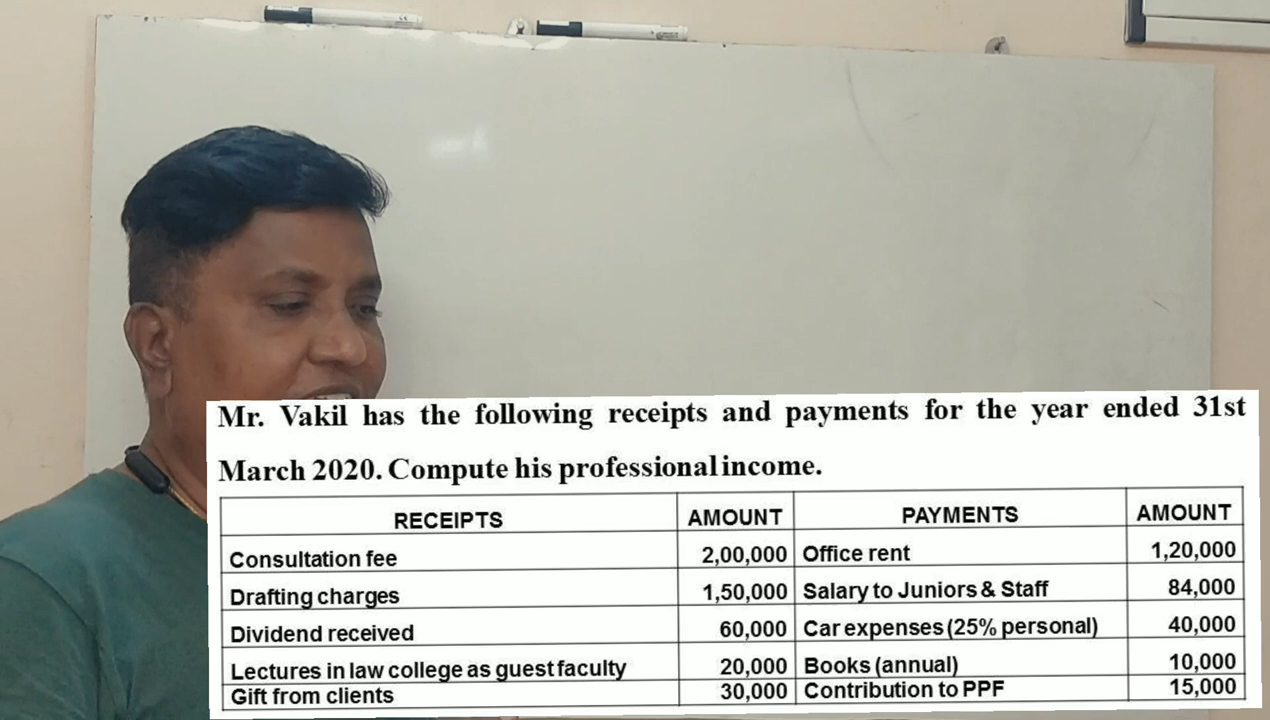 Mr. Vakil has the following receipts and payments for the year ended 31st
March 2020. Compute his professional income.
RECEIPTS AMOUNT PAYMENTS AMOUNT
Consultation fee 2,00,000 Office rent 1,20,000
Drafting charges 1,50,000 Salary to Juniors & Staff 84,000
Dividend received 60,000 Car expenses (25% personal) 40,000
Lectures in law college as guest faculty 20,000 Books (annual) 10,000
Gift from clients 30,000 Contribution to PPF 15,000